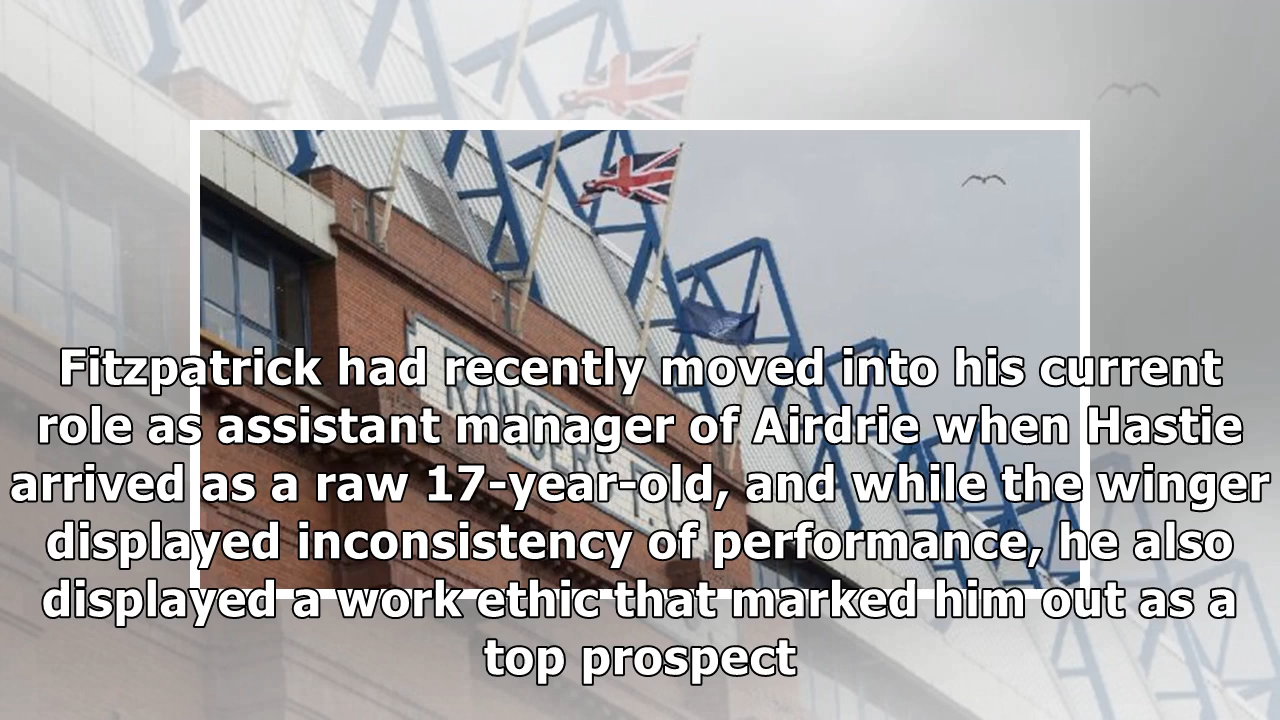 RANGERS F.C.
Fitzpatrick had recently moved into his current
role as assistant manager of Airdrie when Hastie
arrived as a raw 17-year-old, and while the winger
displayed inconsistency of performance, he also
displayed a work ethic that marked him out as a
top prospect